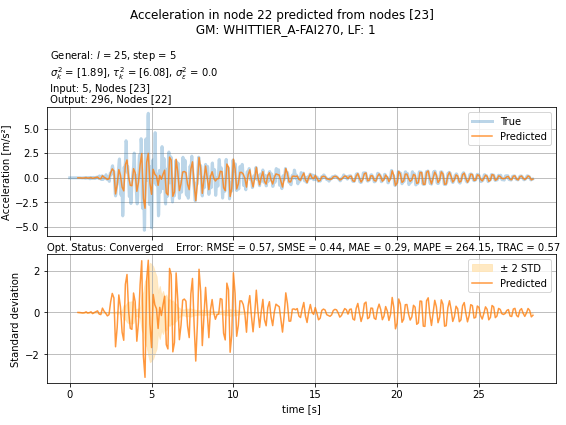 Acceleration in node 22 predicted from nodes [23]
GM: WHITTIER_A-FAI270, LF: 1
General: l = 25, step = 5
σ²ₖ = [1.89], τ²ₖ = [6.08], σ²ε = 0.0
Input: 5, Nodes [23]
Output: 296, Nodes [22]
Acceleration [m/s²]
5.0
2.5
0.0
−2.5
−5.0
True
Predicted
Opt. Status: Converged Error: RMSE = 0.57, SMSE = 0.44, MAE = 0.29, MAPE = 264.15, TRAC = 0.57
Standard deviation
2
0
−2
± 2 STD
Predicted
0 5 10 15 20 25
time [s]